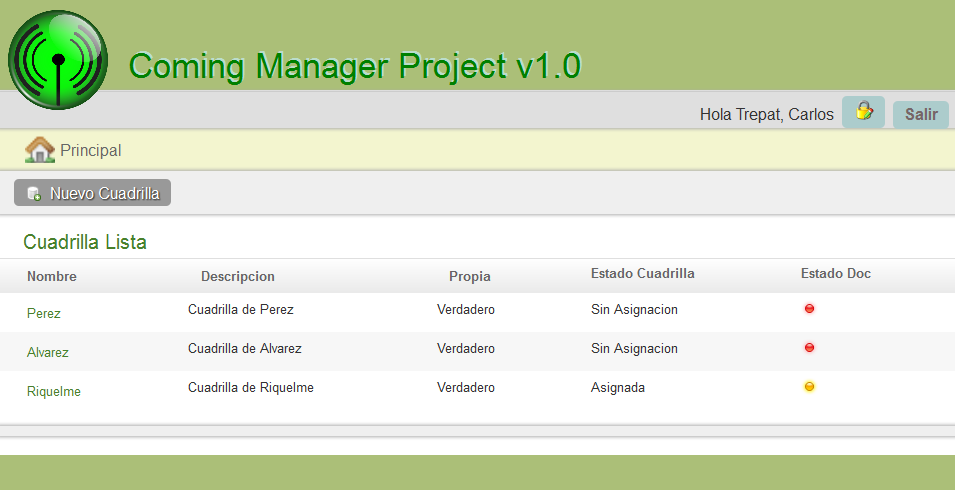 Coming Manager Project v1.0
Hola Trepat, Carlos Salir
Principal
Nuevo Cuadrilla
Cuadrilla Lista
Nombre Descripcion Propia Estado Cuadrilla Estado Doc
Perez Cuadrilla de Perez Verdadero Sin Asignacion
Alvarez Cuadrilla de Alvarez Verdadero Sin Asignacion
Riquelme Cuadrilla de Riquelme Verdadero Asignada